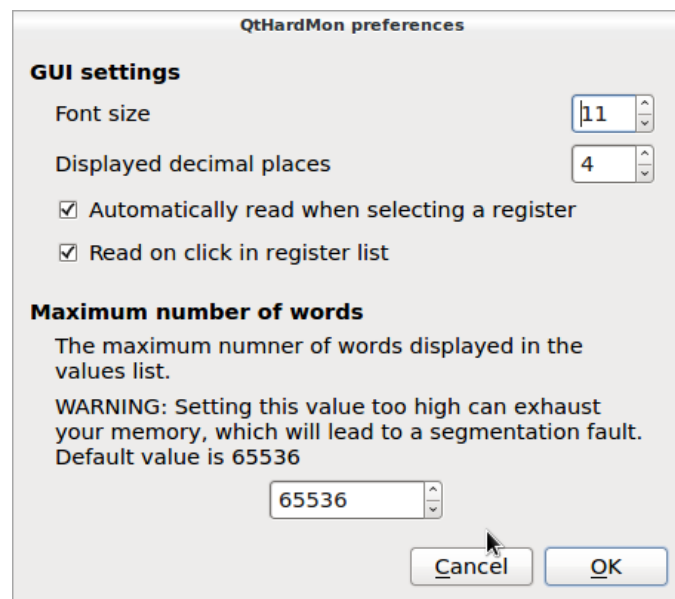 QtHardMon preferences
GUI settings
Font size 11
Displayed decimal places 4
Automatically read when selecting a register
Read on click in register list
Maximum number of words
The maximum numner of words displayed in the
values list.
WARNING: Setting this value too high can exhaust
your memory, which will lead to a segmentation fault.
Default value is 65536
65536
Cancel OK